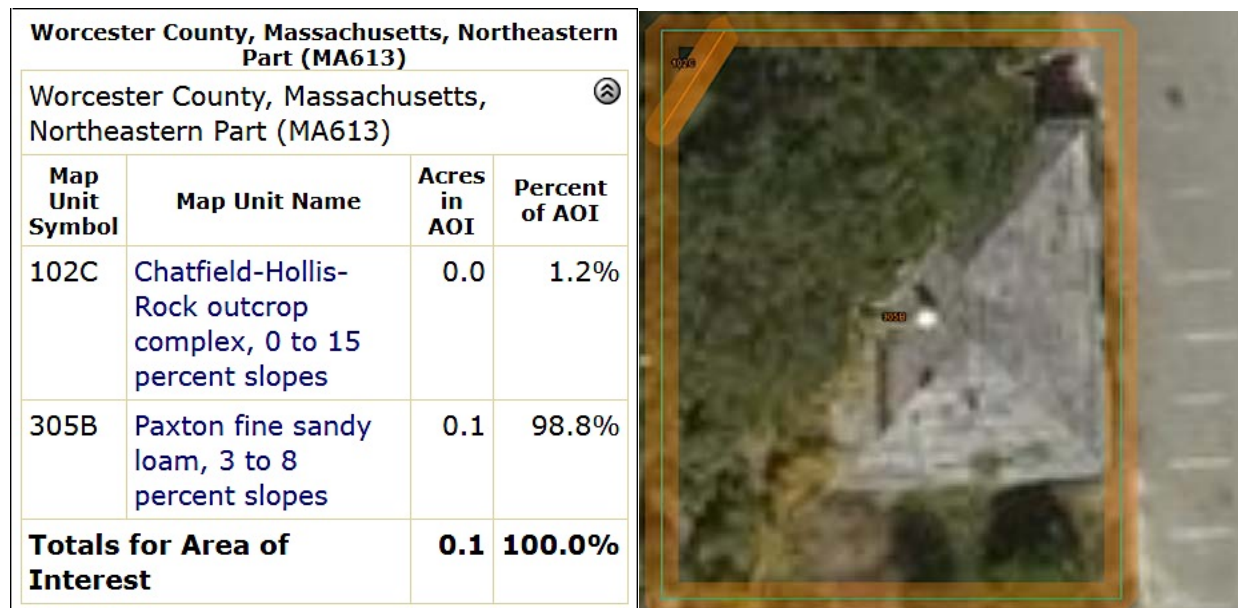 Worcester County, Massachusetts, Northeastern
Part (MA613)
Worcester County, Massachusetts,
Northeastern Part (MA613)
Map
Unit
Symbol
Map Unit Name
Acres
in
AOI
Percent
of AOI
102C
Chatfield-Hollis-
Rock outcrop
complex, 0 to 15
percent slopes
0.0
1.2%
305B
Paxton fine sandy
loam, 3 to 8
percent slopes
0.1
98.8%
Totals for Area of
Interest
0.1
100.0%
102C
305B